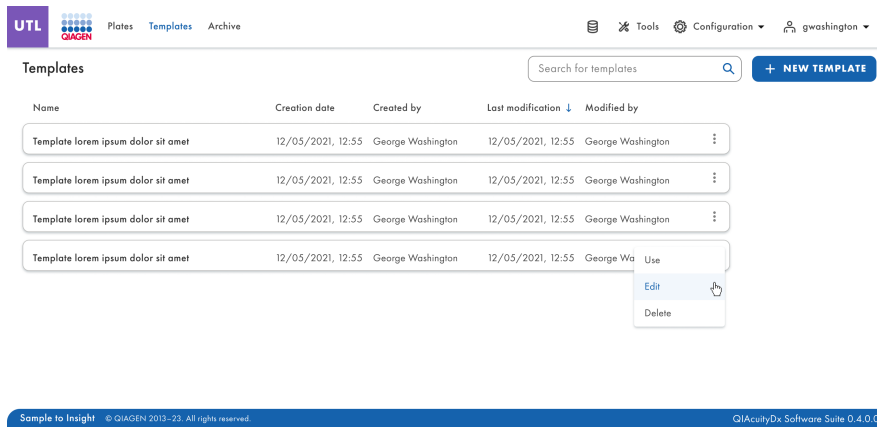 UTL QIAGEN Plates Templates Archive Tools Configuration gwashington
Templates Search for templates + NEW TEMPLATE
Name Creation date Created by Last modification ↓ Modified by
Template lorem ipsum dolor sit amet 12/05/2021, 12:55 George Washington 12/05/2021, 12:55 George Washington
Template lorem ipsum dolor sit amet 12/05/2021, 12:55 George Washington 12/05/2021, 12:55 George Washington
Template lorem ipsum dolor sit amet 12/05/2021, 12:55 George Washington 12/05/2021, 12:55 George Washington
Template lorem ipsum dolor sit amet 12/05/2021, 12:55 George Washington 12/05/2021, 12:55 George Wa
Use
Edit
Delete
Sample to Insight © QIAGEN 2013–23. All rights reserved. QIAcuityDx Software Suite 0.4.0.0